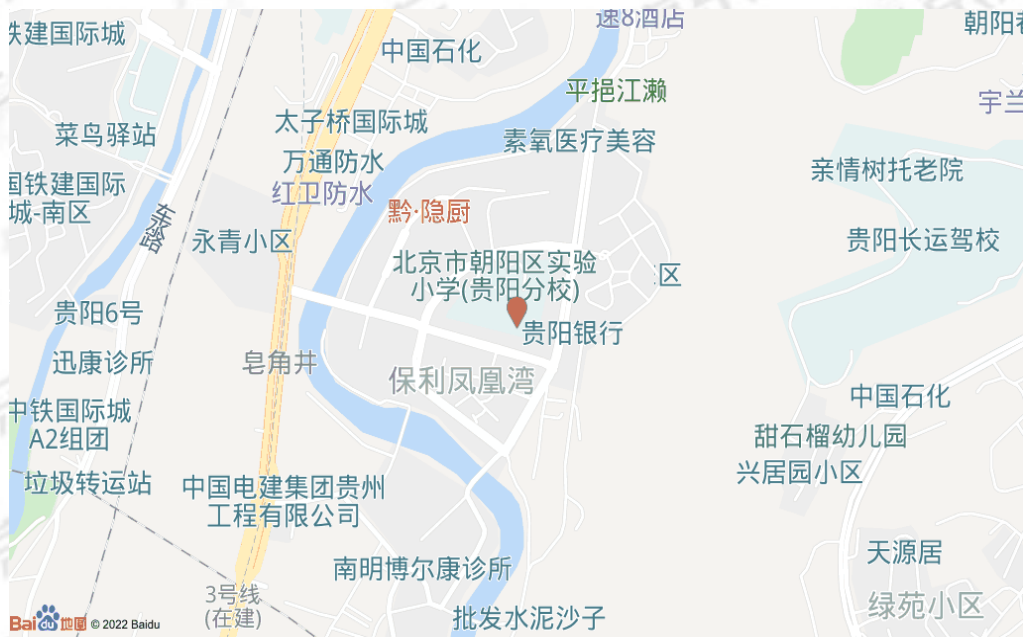 速8酒店
铁建国际城
朝阳
中国石化
平挹江濑
宇兰
太子桥国际城
菜鸟驿站
素氧医疗美容
万通防水
亲情树托老院
国铁建国际
城-南区
红卫防水
黔·隐厨
车水路
永青小区
贵阳长运驾校
北京市朝阳区实验
小学(贵阳分校)
区
贵阳6号
贵阳银行
迅康诊所
皂角井
保利凤凰湾
中国石化
中铁国际城
A2组团
甜石榴幼儿园
兴居园小区
垃圾转运站
中国电建集团贵州
工程有限公司
天源居
南明博尔康诊所
3号线
(在建)
绿苑小区
批发水泥沙子
Bai du 地图 © 2022 Baidu